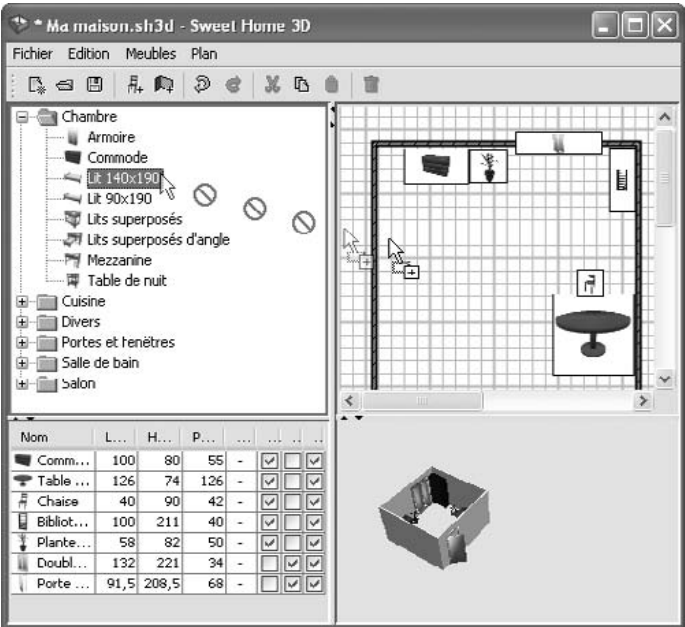 * Ma maison.sh3d - Sweet Home 3D
Fichier Edition Meubles Plan
Chambre
Armoire
Commode
Lit 140x190
Lit 90x190
Lits superposés
Lits superposés d'angle
Mezzanine
Table de nuit
Cuisine
Divers
Portes et fenêtres
Salle de bain
Salon
Nom L... H... P... ... ... .. ..
Comm... 100 80 55 -
Table ... 126 74 126 -
Chaise 40 90 42 -
Bibliot... 100 211 40 -
Plante... 58 82 50 -
Doubl... 132 221 34 -
Porte ... 91,5 208,5 68 -